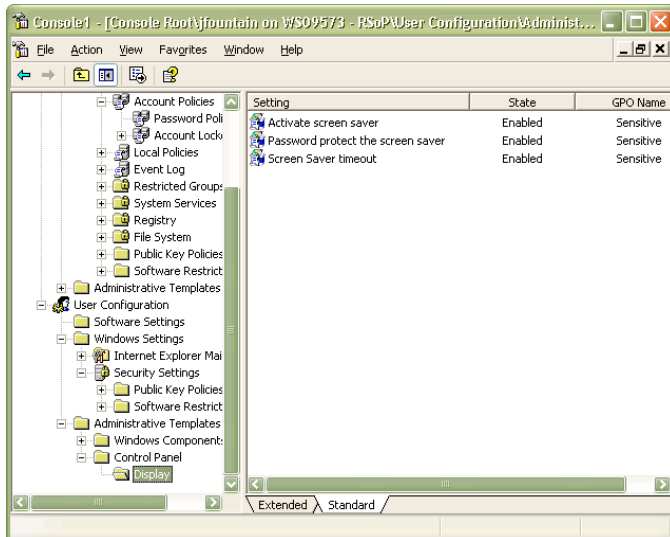 Console1 - [Console Root\jfountain on WS09573 - RSoP\User Configuration\Administ...
File Action View Favorites Window Help
Account Policies
Password Poli
Account Lock
Local Policies
Event Log
Restricted Groups
System Services
Registry
File System
Public Key Policies
Software Restrict
Administrative Templates
User Configuration
Software Settings
Windows Settings
Internet Explorer Mai
Security Settings
Public Key Policies
Software Restrict
Administrative Templates
Windows Component
Control Panel
Display
Setting State GPO Name
Activate screen saver Enabled Sensitive
Password protect the screen saver Enabled Sensitive
Screen Saver timeout Enabled Sensitive
Extended Standard